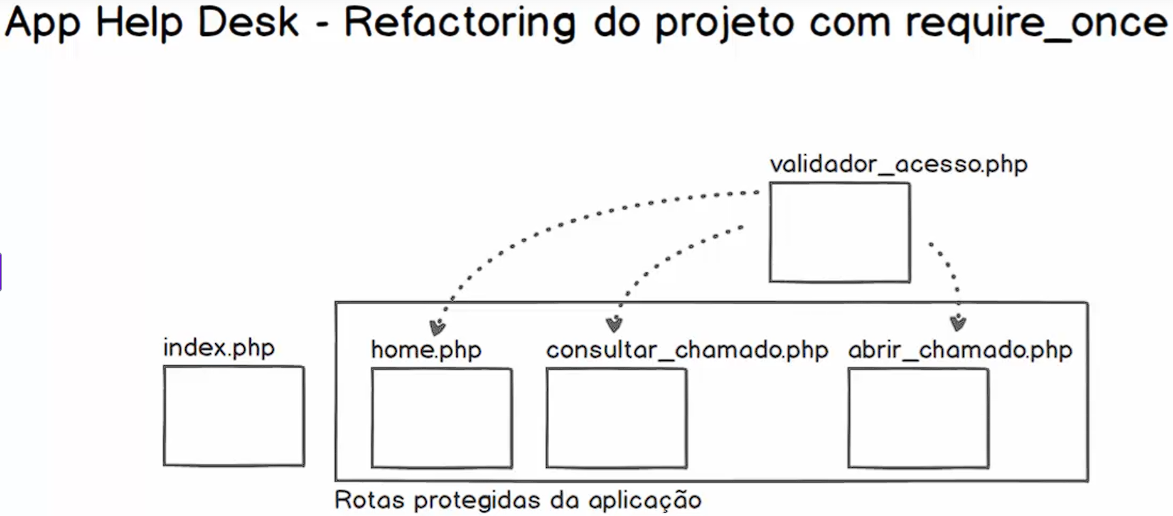 App Help Desk - Refactoring do projeto com require_once
validador_acesso.php
index.php
home.php
consultar_chamado.php
abrir_chamado.php
Rotas protegidas da aplicação